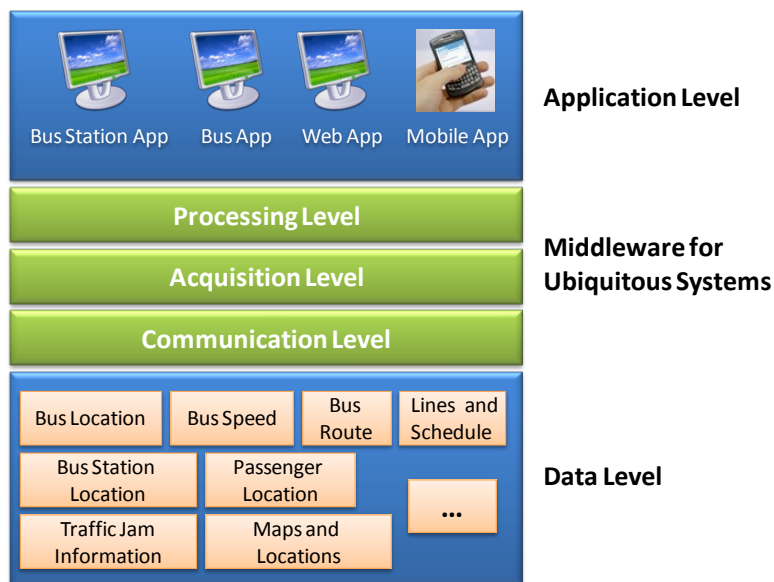 Bus Station App
Bus App
Web App
Mobile App
Application Level
Processing Level
Acquisition Level
Communication Level
Middleware for
Ubiquitous Systems
Bus Location
Bus Speed
Bus
Route
Lines and
Schedule
Bus Station
Location
Passenger
Location
...
Traffic Jam
Information
Maps and
Locations
Data Level